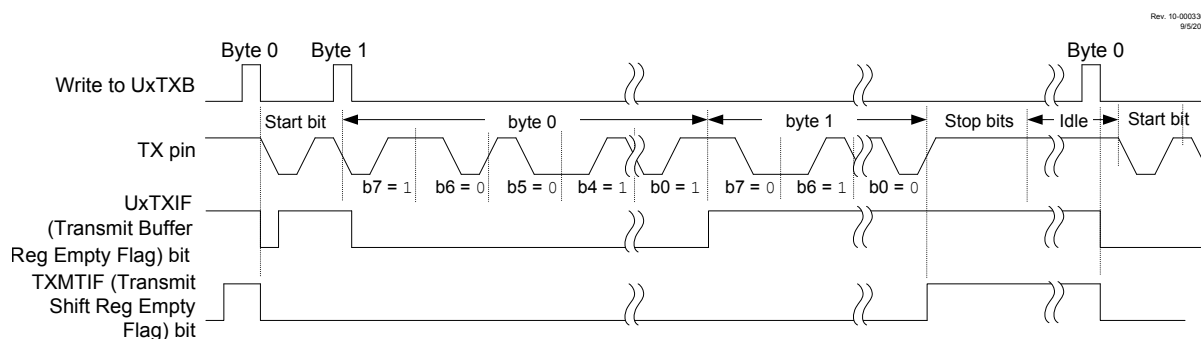 Rev. 10-00033
9/5/20
Byte 0 Byte 1 Byte 0
Write to UxTXB
Start bit byte 0 byte 1 Stop bits Idle Start bit
TX pin
b7 = 1 b6 = 0 b5 = 0 b4 = 1 b0 = 1 b7 = 0 b6 = 1 b0 = 0
UxTXIF
(Transmit Buffer
Reg Empty Flag) bit
TXMTIF (Transmit
Shift Reg Empty
Flag) bit